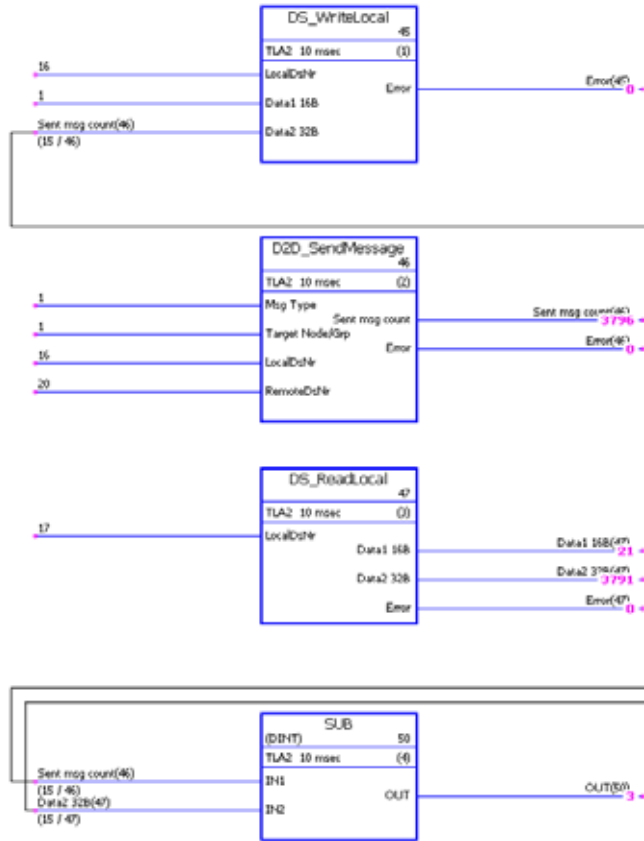 DS_WriteLocal
45
TLA2 10 msec (1)
16
LocalDsNr
Error
Error(45)
0
1
Data1 16B
Sent msg count(46)
Data2 32B
(15 / 46)
D2D_SendMessage
46
TLA2 10 msec (2)
1
Msg Type
Sent msg count
Sent msg count(46)
3796
1
Target Node/Grp
Error
Error(46)
0
16
LocalDsNr
20
RemoteDsNr
DS_ReadLocal
47
TLA2 10 msec (3)
17
LocalDsNr
Data1 16B
Data1 16B(47)
21
Data2 32B
Data2 32B(47)
3791
Error
Error(47)
0
SUB
(DINT) 50
TLA2 10 msec (4)
Sent msg count(46)
IN1
(15 / 46)
OUT
OUT(50)
3
Data2 32B(47)
IN2
(15 / 47)